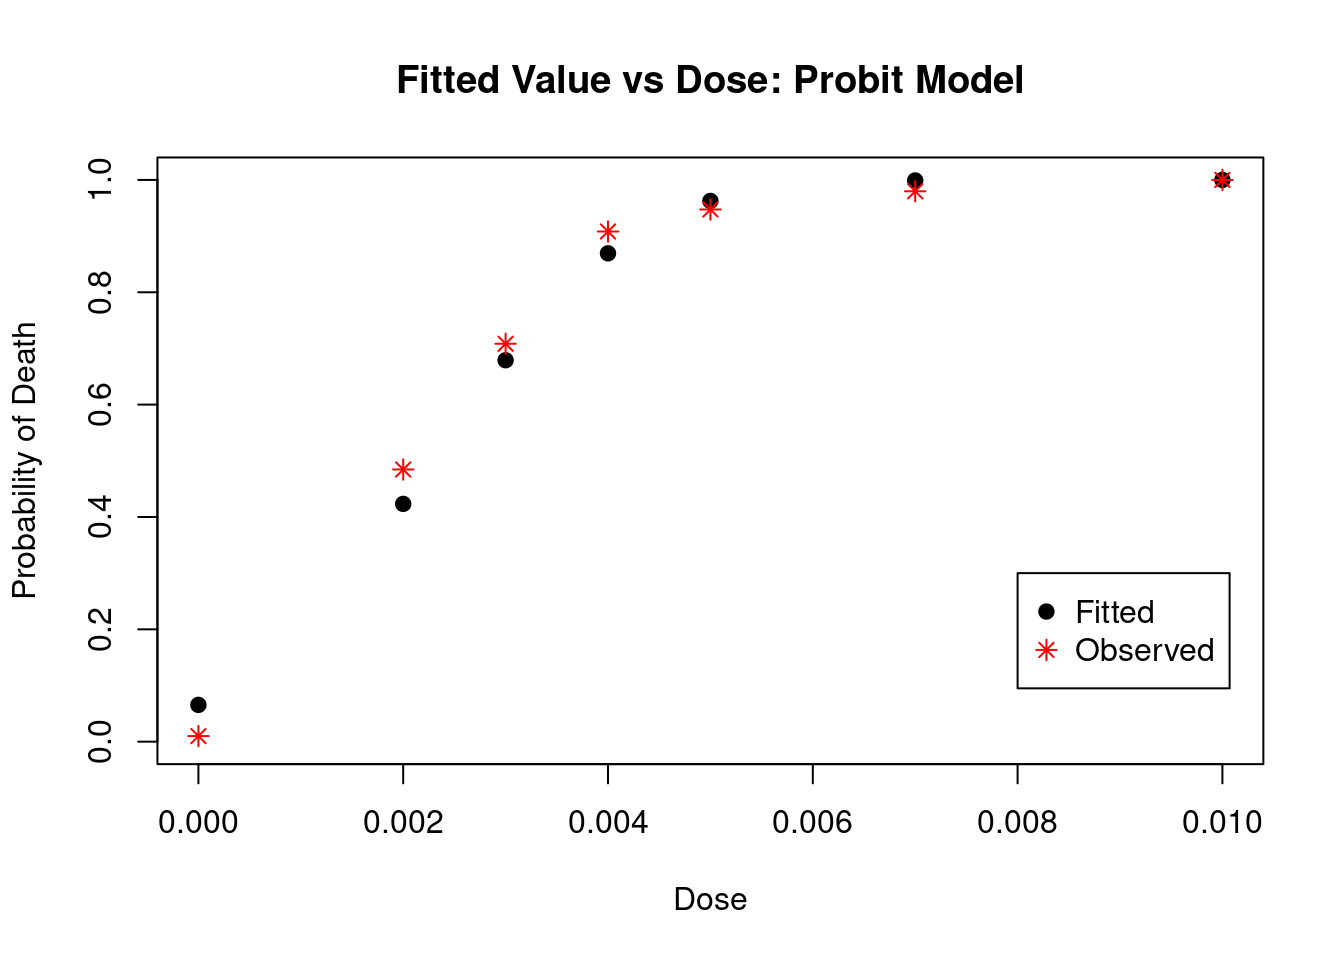 Fitted Value vs Dose: Probit Model
Probability of Death
1.0
0.8
0.6
0.4
0.2
0.0
Fitted
Observed
0.000 0.002 0.004 0.006 0.008 0.010
Dose